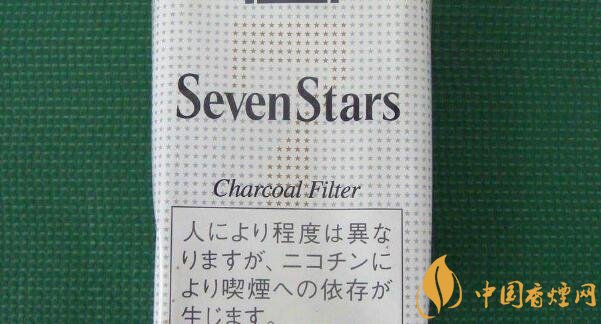 SevenStars
Charcoal Filter
人により程度は異な
りますが、ニコチンに
より喫煙への依存が
生じます。
中国香烟网